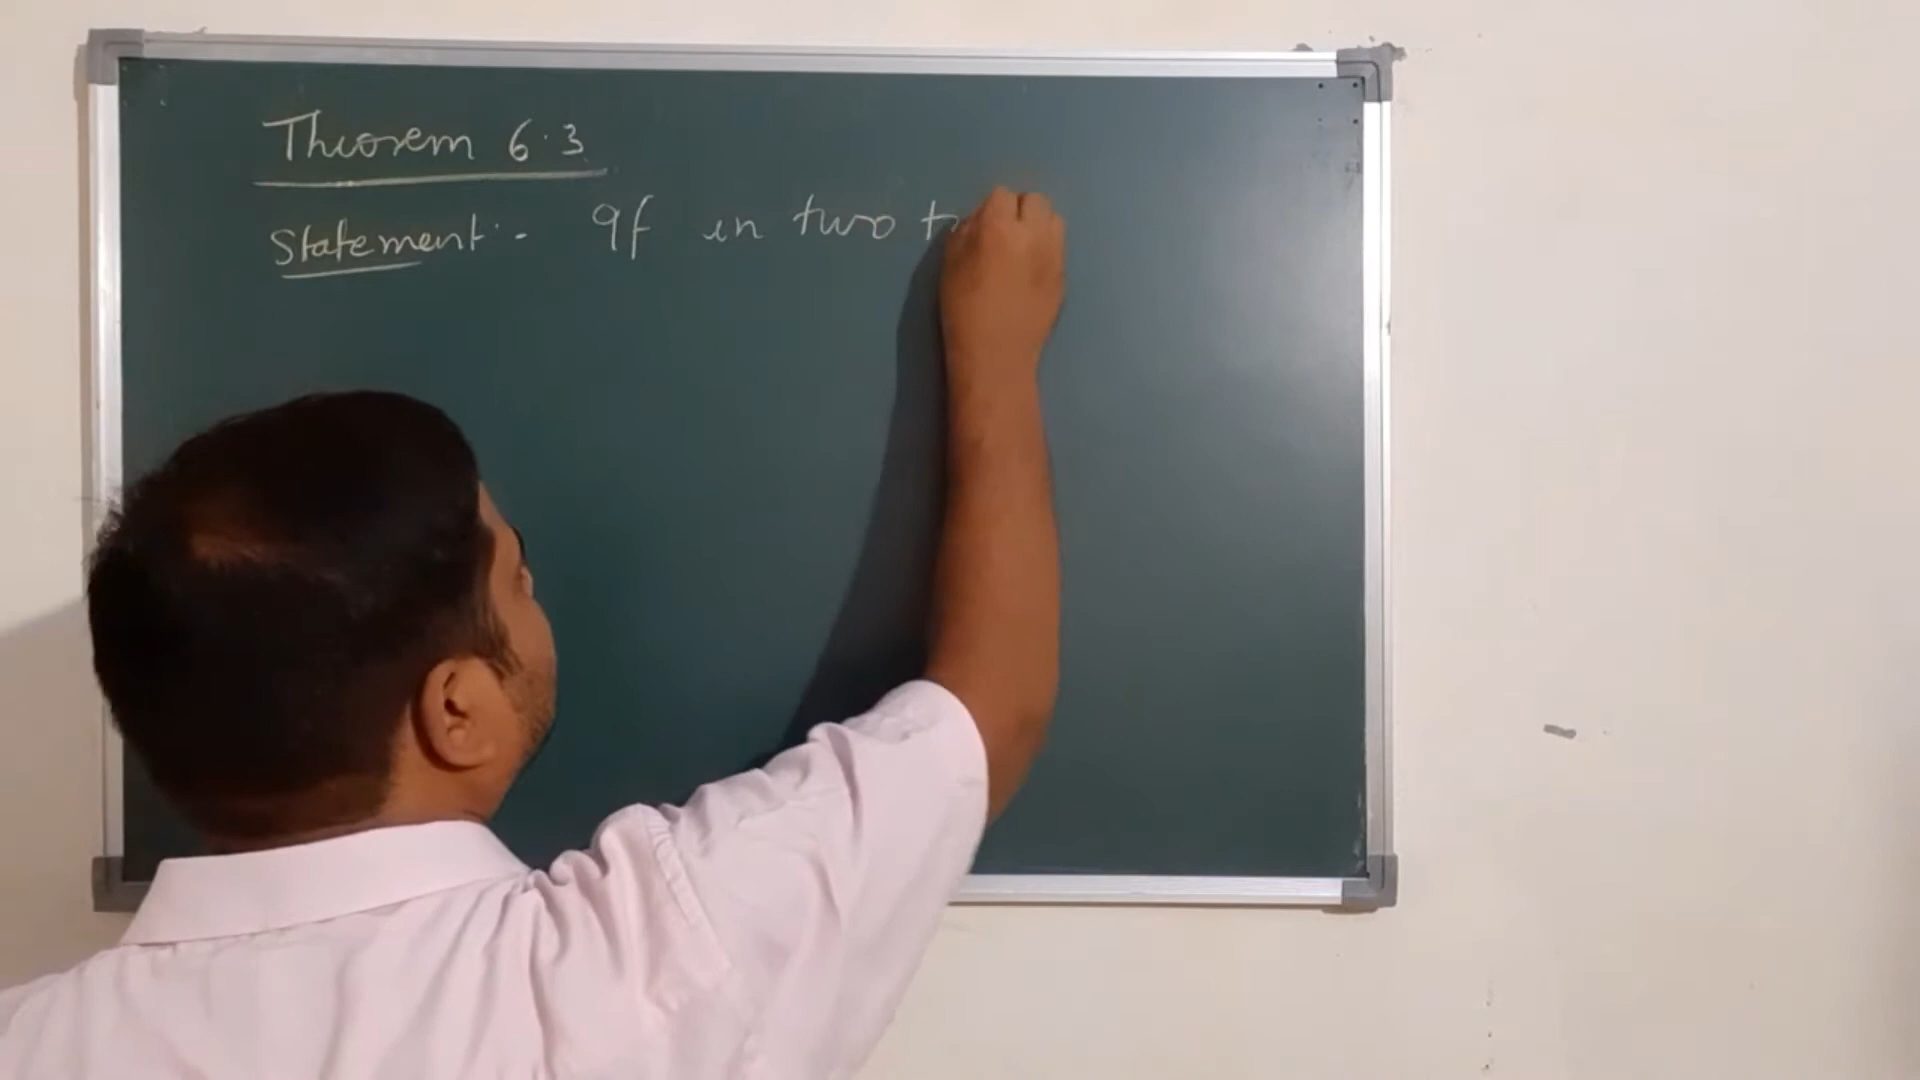 Theorem 6.3
Statement:- If in two